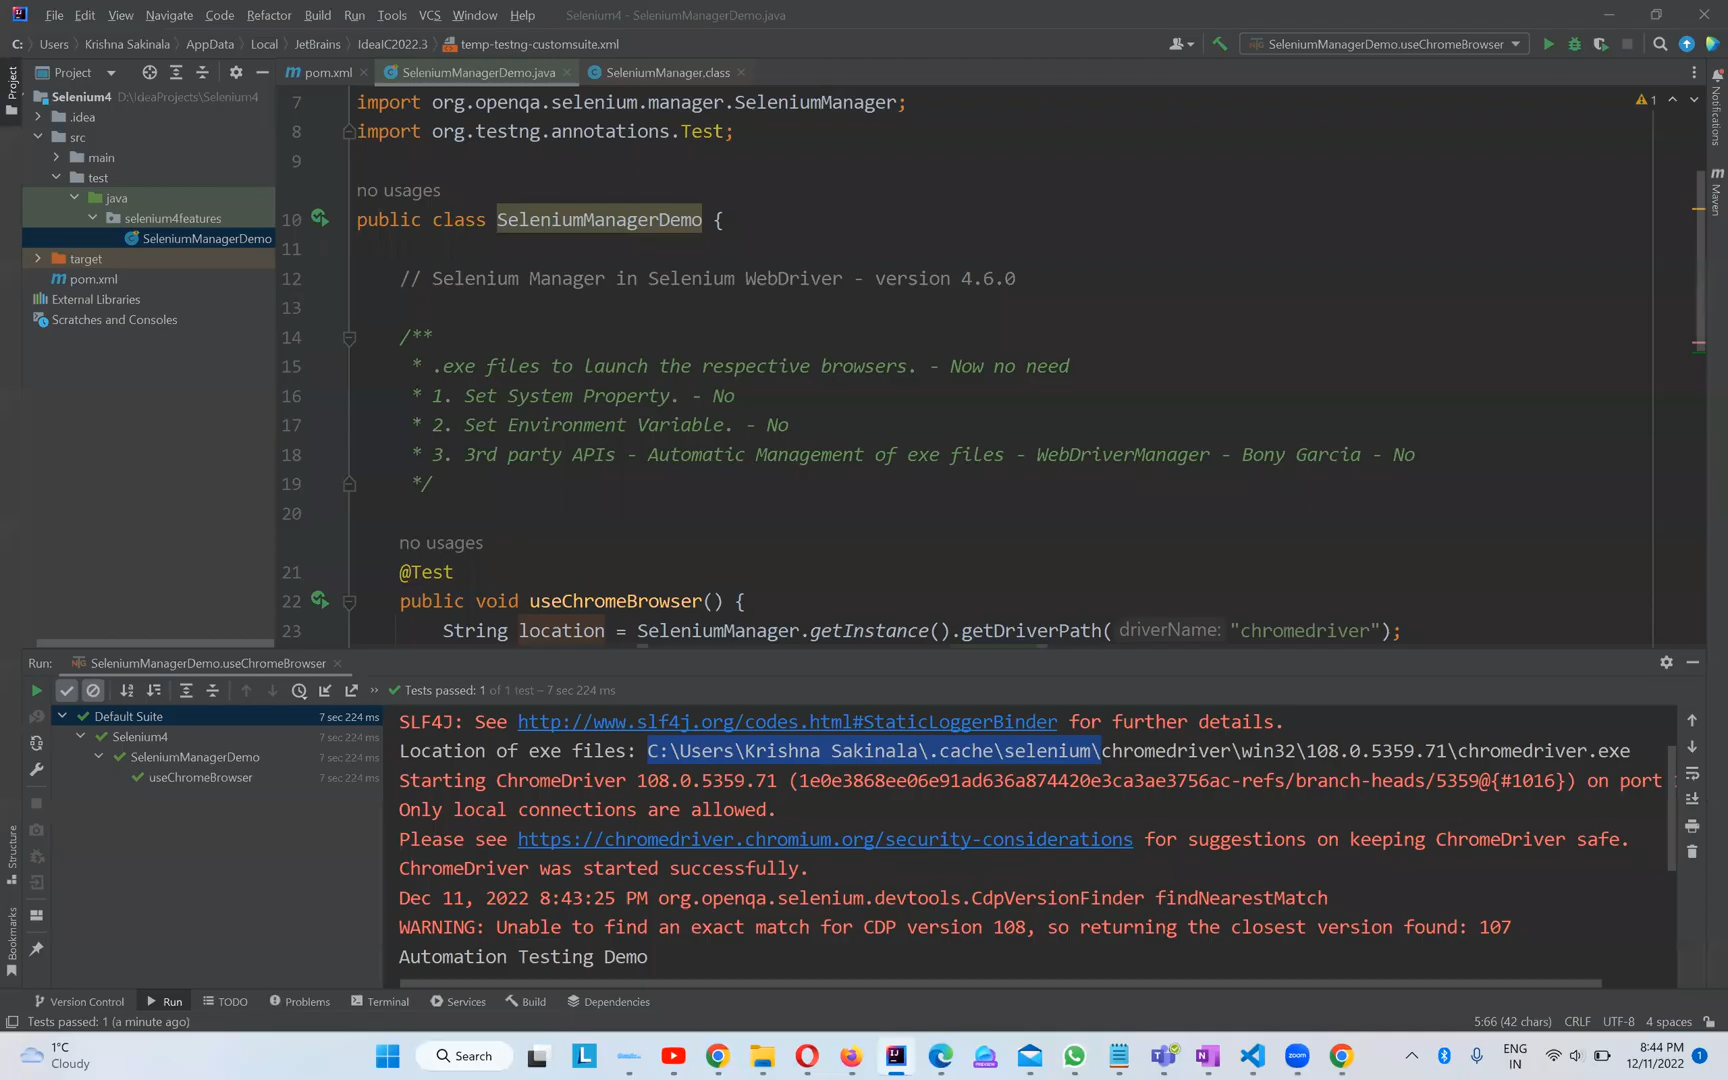 File Edit View Navigate Code Refactor Build Run Tools VCS Window Help Selenium4 - SeleniumManagerDemo.java
C: Users Krishna Sakinala AppData Local JetBrains IdeaIC2022.3 temp-testng-customsuite.xml SeleniumManagerDemo.useChromeBrowser
Project pom.xml SeleniumManagerDemo.java SeleniumManager.class
Project
Notifications
Maven
Structure
Bookmarks
Selenium4 D:\IdeaProjects\Selenium4
.idea
src
main
test
java
selenium4features
SeleniumManagerDemo
target
pom.xml
External Libraries
Scratches and Consoles
1
7 import org.openqa.selenium.manager.SeleniumManager;
8 import org.testng.annotations.Test;
9
no usages
10 public class SeleniumManagerDemo {
11
12 // Selenium Manager in Selenium WebDriver - version 4.6.0
13
14 /**
15 * .exe files to launch the respective browsers. - Now no need
16 * 1. Set System Property. - No
17 * 2. Set Environment Variable. - No
18 * 3. 3rd party APIs - Automatic Management of exe files - WebDriverManager - Bony Garcia - No
19 */
20
no usages
21 @Test
22 public void useChromeBrowser() {
23 String location = SeleniumManager.getInstance().getDriverPath( driverName: "chromedriver");
Run: SeleniumManagerDemo.useChromeBrowser
Tests passed: 1 of 1 test – 7 sec 224 ms
Default Suite 7 sec 224 ms
Selenium4 7 sec 224 ms
SeleniumManagerDemo 7 sec 224 ms
useChromeBrowser 7 sec 224 ms
SLF4J: See http://www.slf4j.org/codes.html#StaticLoggerBinder for further details.
Location of exe files: C:\Users\Krishna Sakinala\.cache\selenium\chromedriver\win32\108.0.5359.71\chromedriver.exe
Starting ChromeDriver 108.0.5359.71 (1e0e3868ee06e91ad636a874420e3ca3ae3756ac-refs/branch-heads/5359@{#1016}) on port
Only local connections are allowed.
Please see https://chromedriver.chromium.org/security-considerations for suggestions on keeping ChromeDriver safe.
ChromeDriver was started successfully.
Dec 11, 2022 8:43:25 PM org.openqa.selenium.devtools.CdpVersionFinder findNearestMatch
WARNING: Unable to find an exact match for CDP version 108, so returning the closest version found: 107
Automation Testing Demo
Version Control Run TODO Problems Terminal Services Build Dependencies
Tests passed: 1 (a minute ago) 5:66 (42 chars) CRLF UTF-8 4 spaces
1°C
Cloudy
Search
ENG
IN
8:44 PM
12/11/2022
1